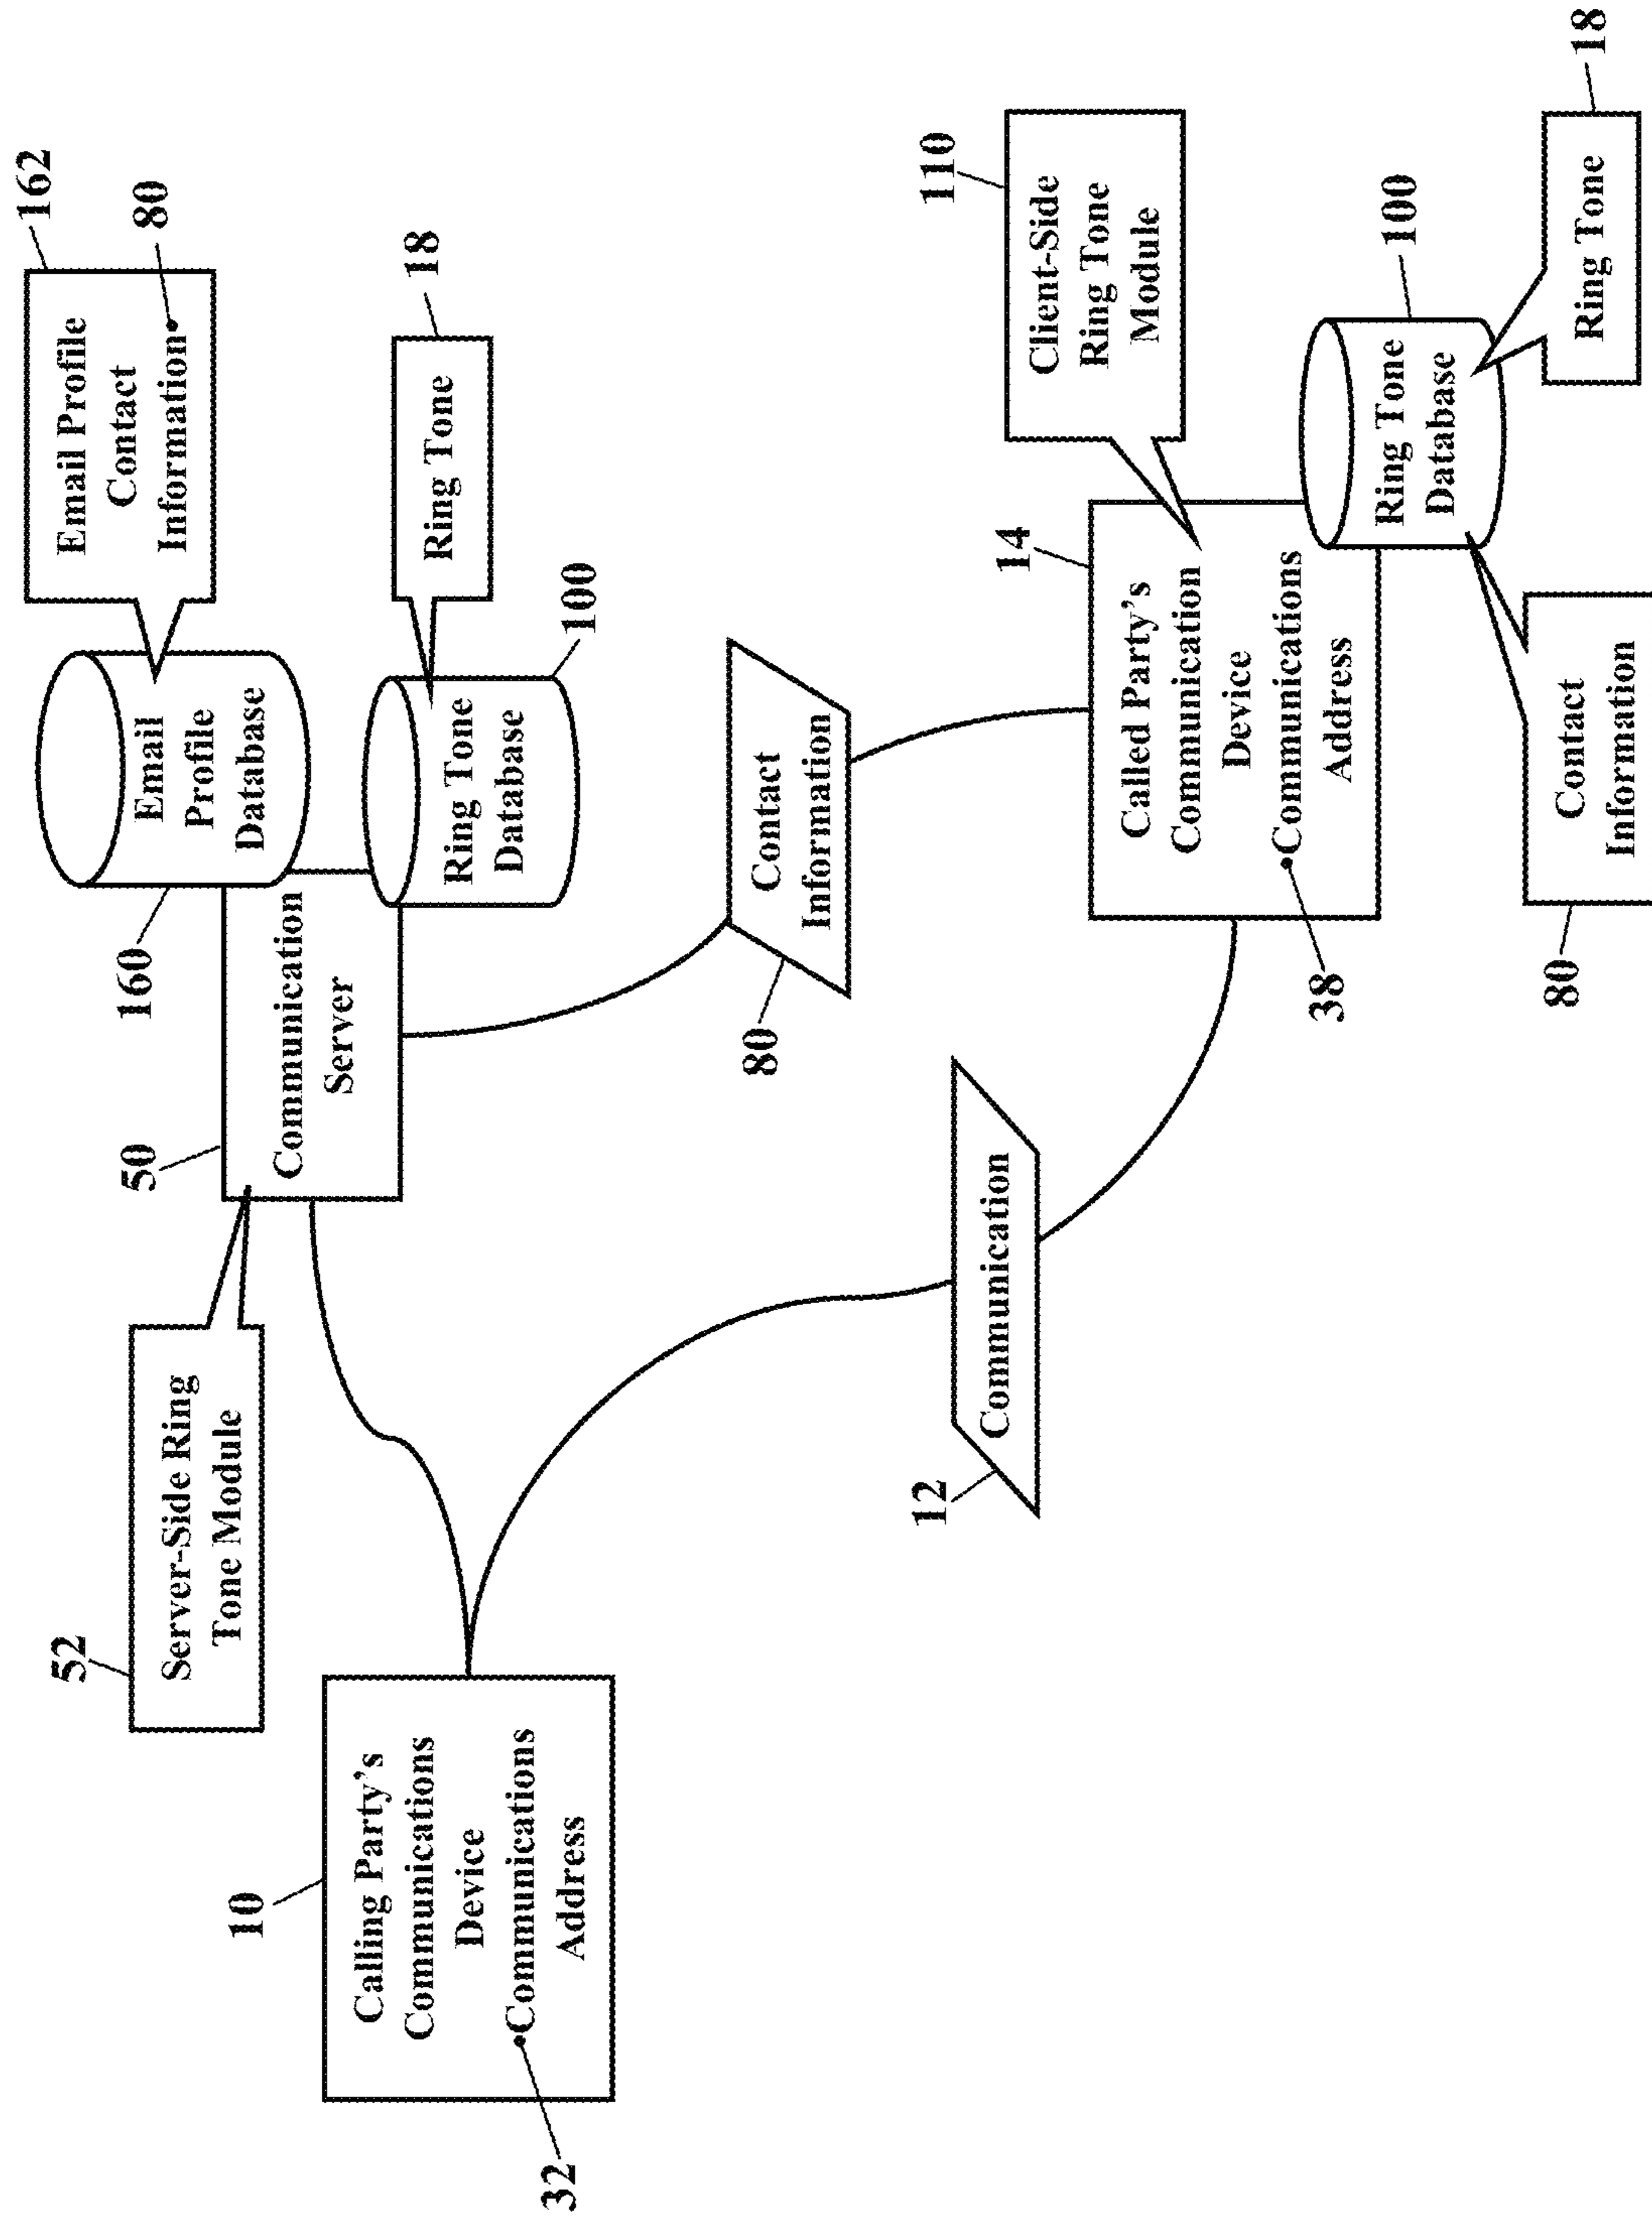 162
Email Profile
Contact
Information
80
160
Email
Profile
Database
18
Ring Tone
100
Ring Tone
Database
50
Communication
Server
52
Server-Side Ring
Tone Module
10
Calling Party's
Communications
Device
Communications
Address
32
80
Contact
Information
12
Communication
14
Called Party's
Communication
Device
Communications
Address
38
110
Client-Side
Ring Tone
Module
100
Ring Tone
Database
18
Ring Tone
80
Contact
Information